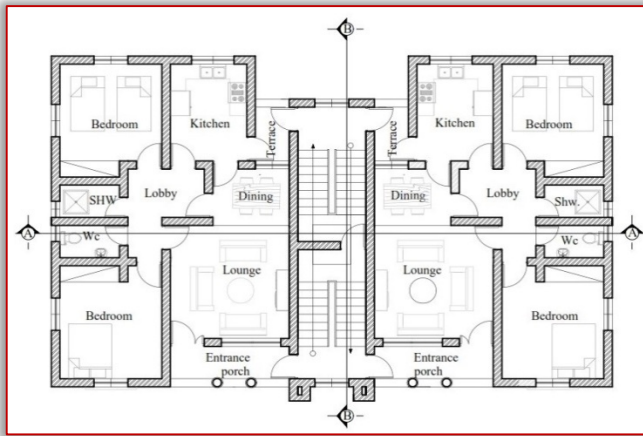 B
Bedroom
Kitchen
Terrace
Terrace
Kitchen
Bedroom
SHW
Lobby
Dining
Dining
Lobby
Shw.
A
Wc
Wc
A
Lounge
Lounge
Bedroom
Bedroom
Entrance
porch
Entrance
porch
B